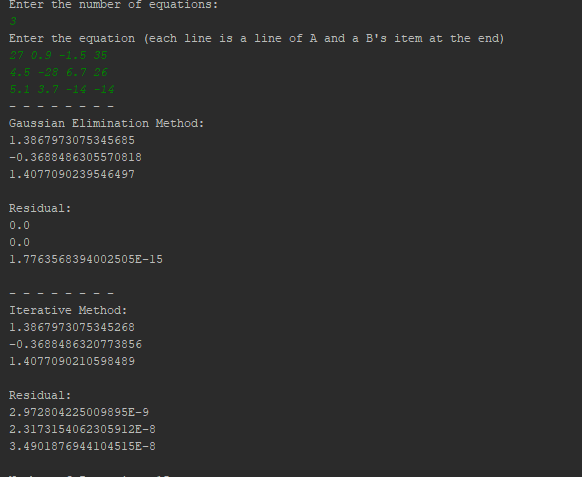 Enter the number of equations:
3
Enter the equation (each line is a line of A and a B's item at the end)
27 0.9 -1.5 35
4.5 -28 6.7 26
5.1 3.7 -14 -14
- - - - - - - -
Gaussian Elimination Method:
1.3867973075345685
-0.3688486305570818
1.4077090239546497
Residual:
0.0
0.0
1.7763568394002505E-15
- - - - - - - -
Iterative Method:
1.3867973075345268
-0.3688486320773856
1.4077090210598489
Residual:
2.972804225009895E-9
2.3173154062305912E-8
3.4901876944104515E-8